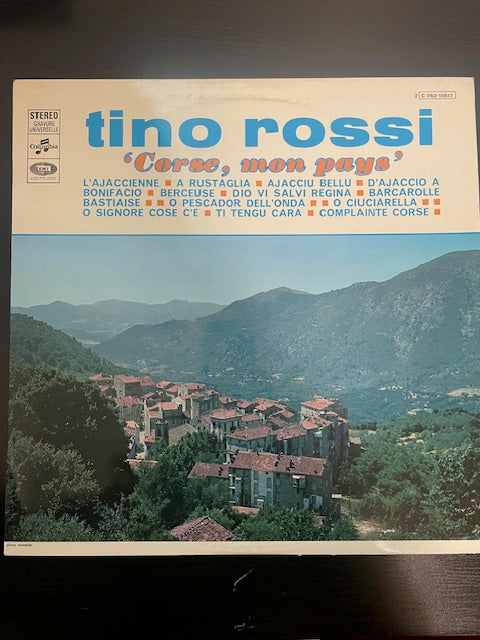 2 C 062-15617
STEREO
GRAVURE
UNIVERSELLE
Columbia
EMI
tino rossi
'Corse, mon pays'
L'AJACCIENNE ■ A RUSTAGLIA ■ AJACCIU BELLU ■ D'AJACCIO A
BONIFACIO ■ BERCEUSE ■ DIO VI SALVI REGINA ■ BARCAROLLE
BASTIAISE ■ ■ O PESCADOR DELL'ONDA ■ ■ O CIUCIARELLA ■ ■
O SIGNORE COSE C'E ■ TI TENGU CARA ■ COMPLAINTE CORSE ■